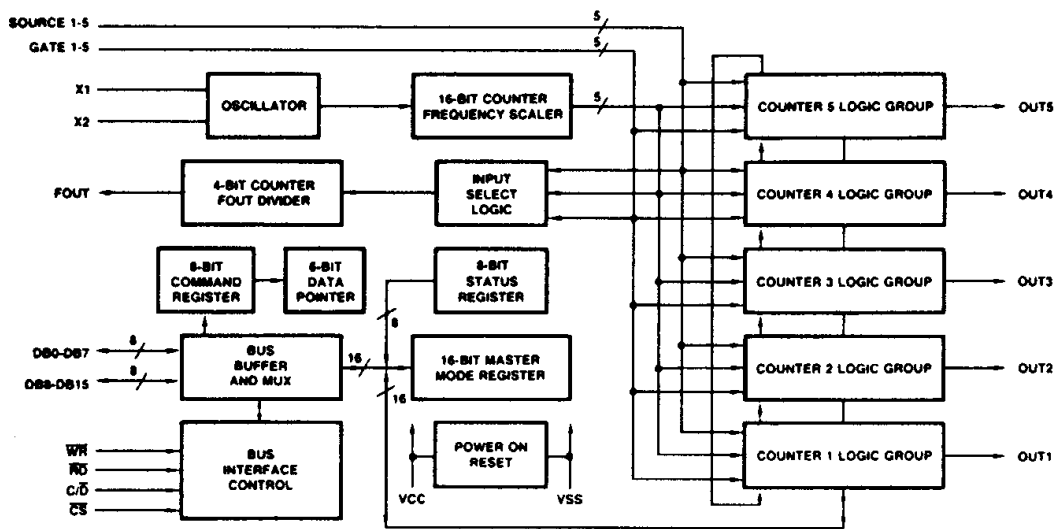 SOURCE 1-5
5
GATE 1-5
5
X1
X2
OSCILLATOR
16-BIT COUNTER
FREQUENCY SCALER
5
COUNTER 5 LOGIC GROUP
OUT5
FOUT
4-BIT COUNTER
FOUT DIVIDER
INPUT
SELECT
LOGIC
COUNTER 4 LOGIC GROUP
OUT4
8-BIT
COMMAND
REGISTER
6-BIT
DATA
POINTER
8-BIT
STATUS
REGISTER
COUNTER 3 LOGIC GROUP
OUT3
8
DB0-DB7
8
DB8-DB15
8
BUS
BUFFER
AND MUX
16
16
16-BIT MASTER
MODE REGISTER
COUNTER 2 LOGIC GROUP
OUT2
WR
RD
C/D
CS
BUS
INTERFACE
CONTROL
POWER ON
RESET
VCC
VSS
COUNTER 1 LOGIC GROUP
OUT1